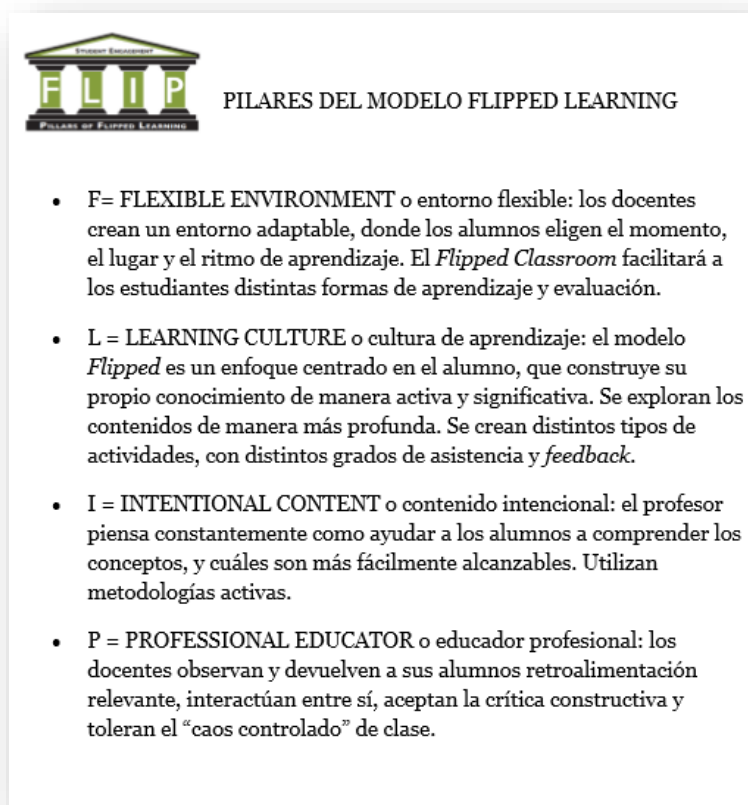 STUDENT ENGAGEMENT
F L I P
PILLARS OF FLIPPED LEARNING
PILARES DEL MODELO FLIPPED LEARNING
• F= FLEXIBLE ENVIRONMENT o entorno flexible: los docentes
crean un entorno adaptable, donde los alumnos eligen el momento,
el lugar y el ritmo de aprendizaje. El Flipped Classroom facilitará a
los estudiantes distintas formas de aprendizaje y evaluación.
• L = LEARNING CULTURE o cultura de aprendizaje: el modelo
Flipped es un enfoque centrado en el alumno, que construye su
propio conocimiento de manera activa y significativa. Se exploran los
contenidos de manera más profunda. Se crean distintos tipos de
actividades, con distintos grados de asistencia y feedback.
• I = INTENTIONAL CONTENT o contenido intencional: el profesor
piensa constantemente como ayudar a los alumnos a comprender los
conceptos, y cuáles son más fácilmente alcanzables. Utilizan
metodologías activas.
• P = PROFESSIONAL EDUCATOR o educador profesional: los
docentes observan y devuelven a sus alumnos retroalimentación
relevante, interactúan entre sí, aceptan la crítica constructiva y
toleran el “caos controlado” de clase.